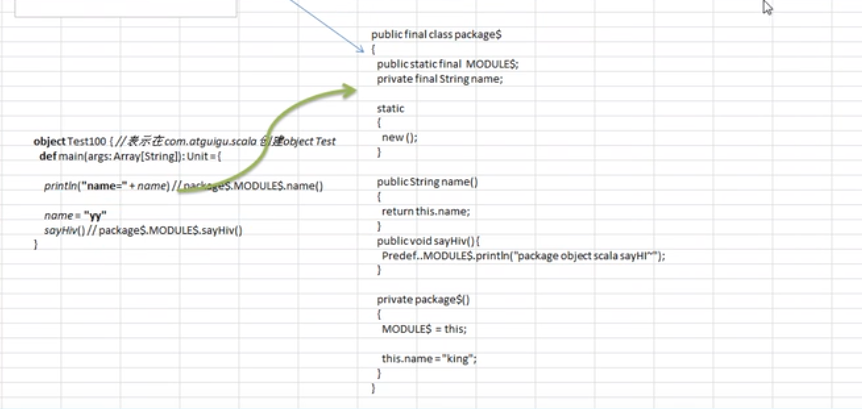 object Test100 { //表示在com.atguigu.scala 创建object Test
def main(args: Array[String]): Unit = {
println("name=" + name) // package$.MODULE$.name()
name = "yy"
sayHiv() // package$.MODULE$.sayHiv()
}
public final class package$
{
public static final MODULE$;
private final String name;
static
{
new ();
}
public String name()
{
return this.name;
}
public void sayHiv(){
Predef..MODULE$.println("package object scala sayHI~");
}
private package$()
{
MODULE$ = this;
this.name = "king";
}
}